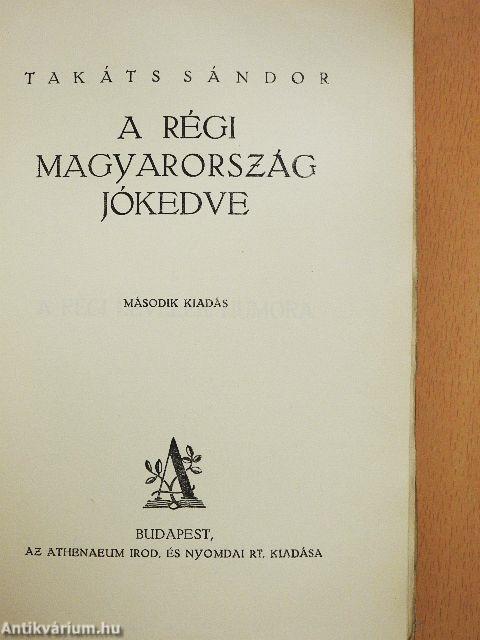 TAKÁTS SÁNDOR
A RÉGI
MAGYARORSZÁG
JÓKEDVE
MÁSODIK KIADÁS
A
BUDAPEST,
AZ ATHENAEUM IROD. ÉS NYOMDAI RT. KIADÁSA
Antikvárium.hu